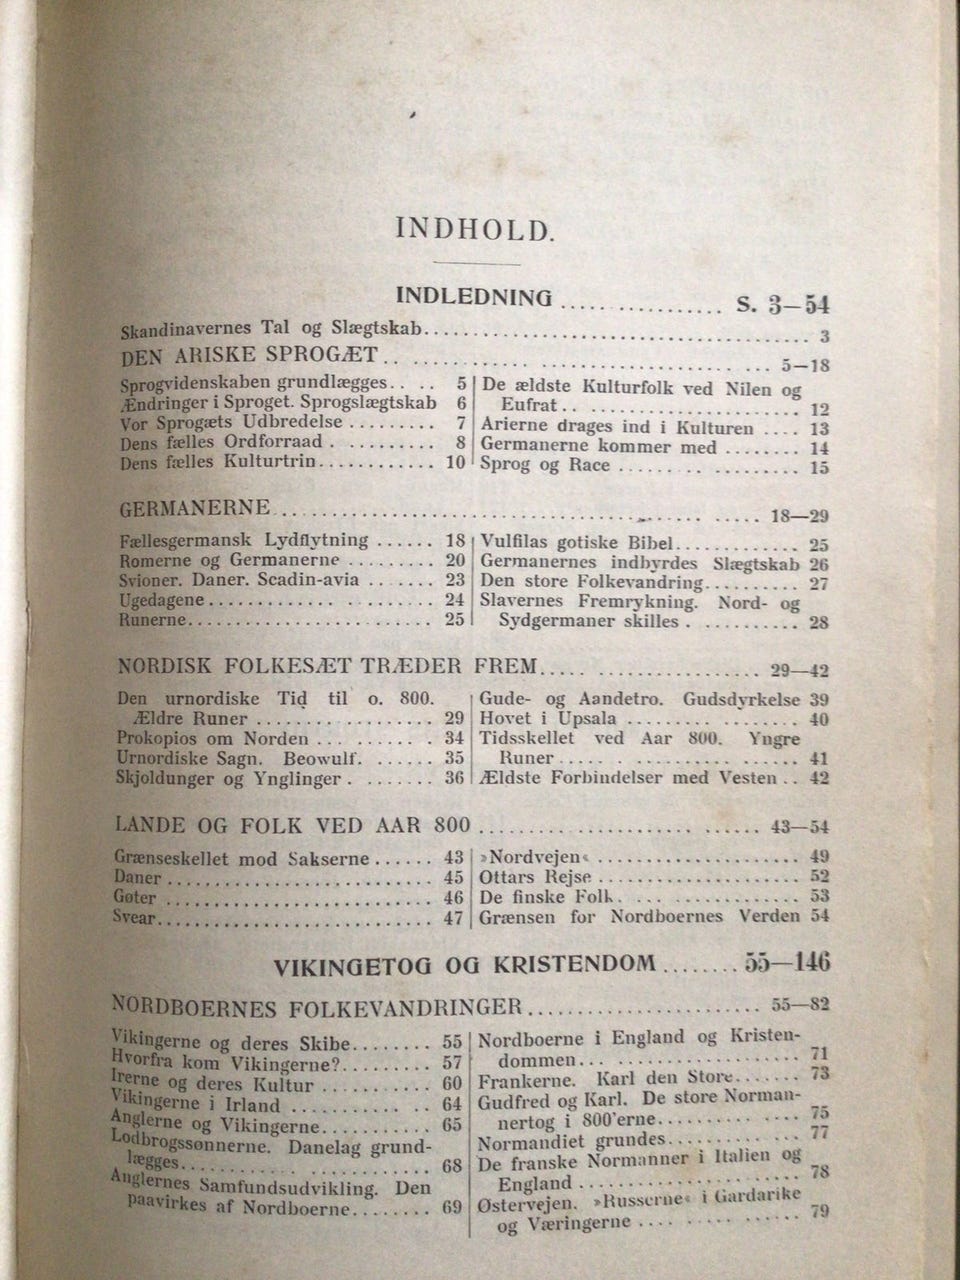 INDHOLD.
INDLEDNING ............... S. 3—54
Skandinavernes Tal og Slægtskab............... 3
DEN ARISKE SPROGÆT............... 5—18
Sprogvidenskaben grundlægges.... 5
Ændringer i Sproget. Sprogslægtskab 6
Vor Sprogæts Udbredelse ......... 7
Dens fælles Ordforraad .......... 8
Dens fælles Kulturtrin............ 10
De ældste Kulturfolk ved Nilen og
Eufrat............... 12
Arierne drages ind i Kulturen .... 13
Germanerne kommer med ........ 14
Sprog og Race ............... 15
GERMANERNE............... 18—29
Fællesgermansk Lydflytning ...... 18
Romerne og Germanerne ......... 20
Svioner. Daner. Scadin-avia ....... 23
Ugedagene............... 24
Runerne............... 25
Vulfilas gotiske Bibel............ 25
Germanernes indbyrdes Slægtskab 26
Den store Folkevandring.......... 27
Slavernes Fremrykning. Nord- og
Sydgermaner skilles ........... 28
NORDISK FOLKESÆT TRÆDER FREM............... 29—42
Den urnordiske Tid til o. 800.
Ældre Runer ............... 29
Prokopios om Norden ........... 34
Urnordiske Sagn. Beowulf. ...... 35
Skjoldunger og Ynglinger ........ 36
Gude- og Aandetro. Gudsdyrkelse 39
Hovet i Upsala ............... 40
Tidsskellet ved Aar 800. Yngre
Runer............... 41
Ældste Forbindelser med Vesten .. 42
LANDE OG FOLK VED AAR 800 ............... 43—54
Grænseskellet mod Sakserne...... 43
Daner ............... 45
Gøter ............... 46
Svear............... 47
»Nordvejen« ............... 49
Ottars Rejse ............... 52
De finske Folk............... 53
Grænsen for Nordboernes Verden 54
VIKINGETOG OG KRISTENDOM........ 55—146
NORDBOERNES FOLKEVANDRINGER............... 55—82
Vikingerne og deres Skibe........ 55
Hvorfra kom Vikingerne?......... 57
Irerne og deres Kultur .......... 60
Vikingerne i Irland ............ 64
Anglerne og Vikingerne.......... 65
Lodbrogssønnerne. Danelag grund-
lægges............... 68
Anglernes Samfundsudvikling. Den
paavirkes af Nordboerne........ 69
Nordboerne i England og Kristen-
dommen............... 71
Frankerne. Karl den Store....... 73
Gudfred og Karl. De store Norman-
nertog i 800'erne............ 75
Normandiet grundes............ 77
De franske Normanner i Italien og
England ............... 78
Østervejen. »Russerne« i Gardarike
og Væringerne ............... 79